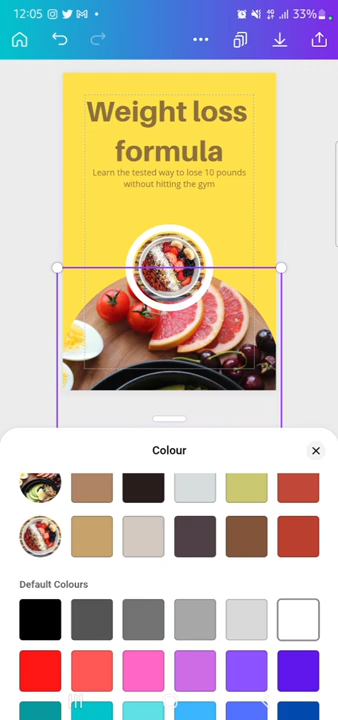 12:05
33%
Weight loss
formula
Learn the tested way to lose 10 pounds
without hitting the gym
Colour
Default Colours